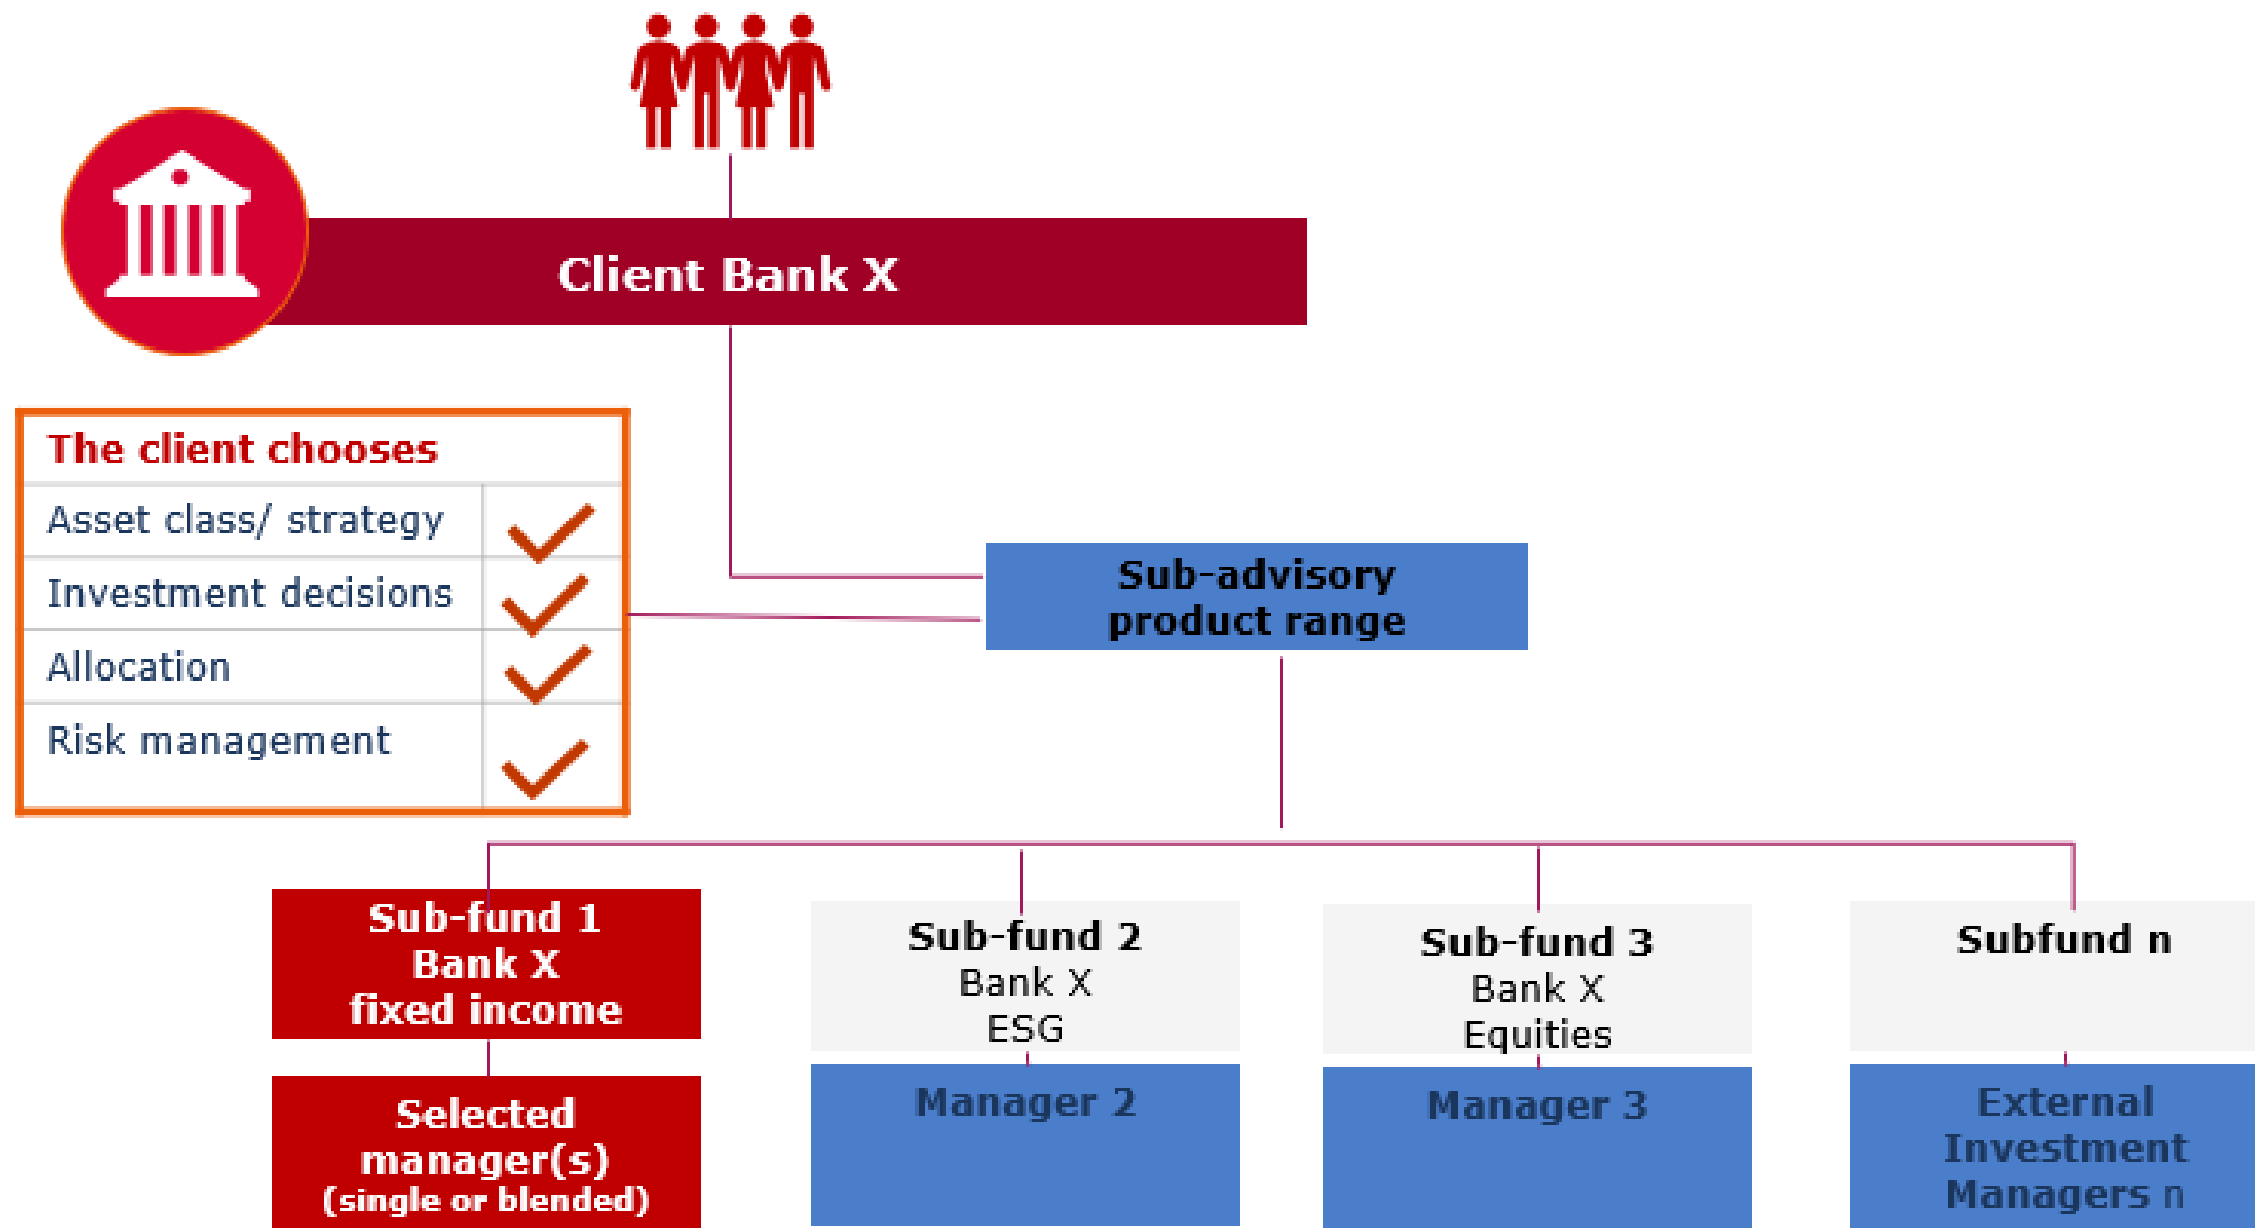 Client Bank X
The client chooses
Asset class/ strategy
Investment decisions
Allocation
Risk management
Sub-advisory
product range
Sub-fund 1
Bank X
fixed income
Selected
manager(s)
(single or blended)
Sub-fund 2
Bank X
ESG
Manager 2
Sub-fund 3
Bank X
Equities
Manager 3
Subfund n
External
Investment
Managers n